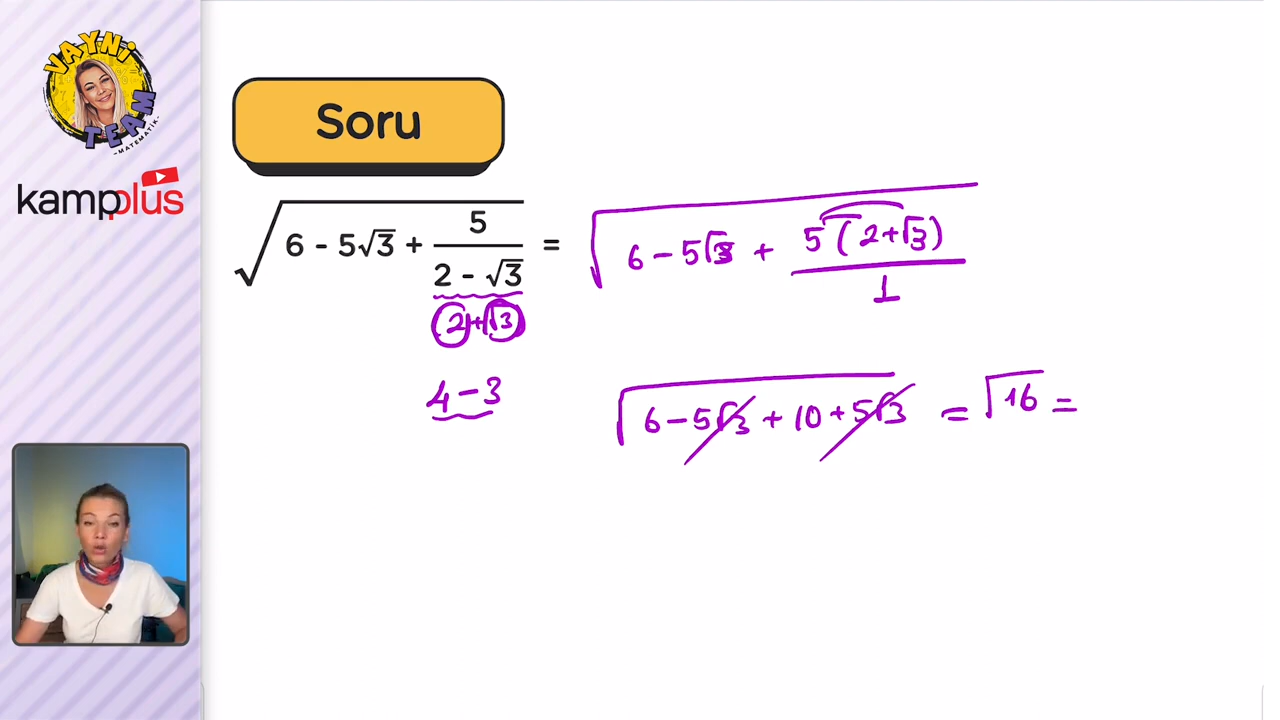 VAYNİ
TEAM
-MATEMATİK-
kampplus
Soru
√(6 - 5√3 + 5/(2 - √3)) = √(6 - 5√3 + 5(2+√3)/1)
(2+√3)
4 - 3
√(6 - 5√3 + 10 + 5√3) = √16 =